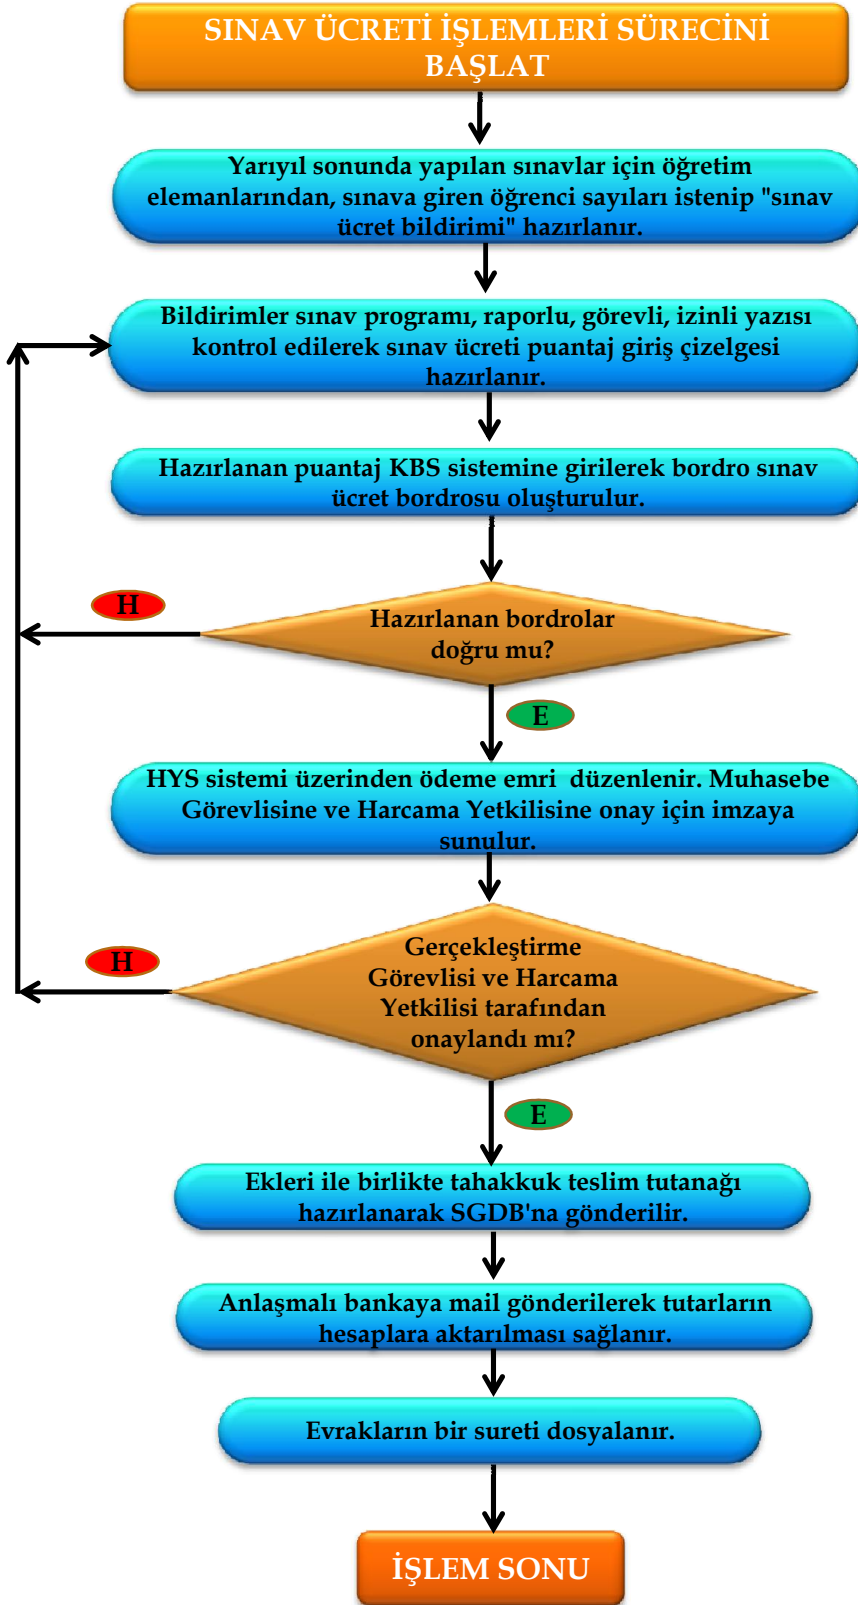 SINAV ÜCRETİ İŞLEMLERİ SÜRECİNİ
BAŞLAT
Yarıyıl sonunda yapılan sınavlar için öğretim
elemanlarından, sınava giren öğrenci sayıları istenip "sınav
ücret bildirimi" hazırlanır.
Bildirimler sınav programı, raporlu, görevli, izinli yazısı
kontrol edilerek sınav ücreti puantaj giriş çizelgesi
hazırlanır.
Hazırlanan puantaj KBS sistemine girilerek bordro sınav
ücret bordrosu oluşturulur.
H
Hazırlanan bordrolar
doğru mu?
E
HYS sistemi üzerinden ödeme emri  düzenlenir. Muhasebe
Görevlisine ve Harcama Yetkilisine onay için imzaya
sunulur.
H
Gerçekleştirme
Görevlisi ve Harcama
Yetkilisi tarafından
onaylandı mı?
E
Ekleri ile birlikte tahakkuk teslim tutanağı
hazırlanarak SGDB'na gönderilir.
Anlaşmalı bankaya mail gönderilerek tutarların
hesaplara aktarılması sağlanır.
Evrakların bir sureti dosyalanır.
İŞLEM SONU